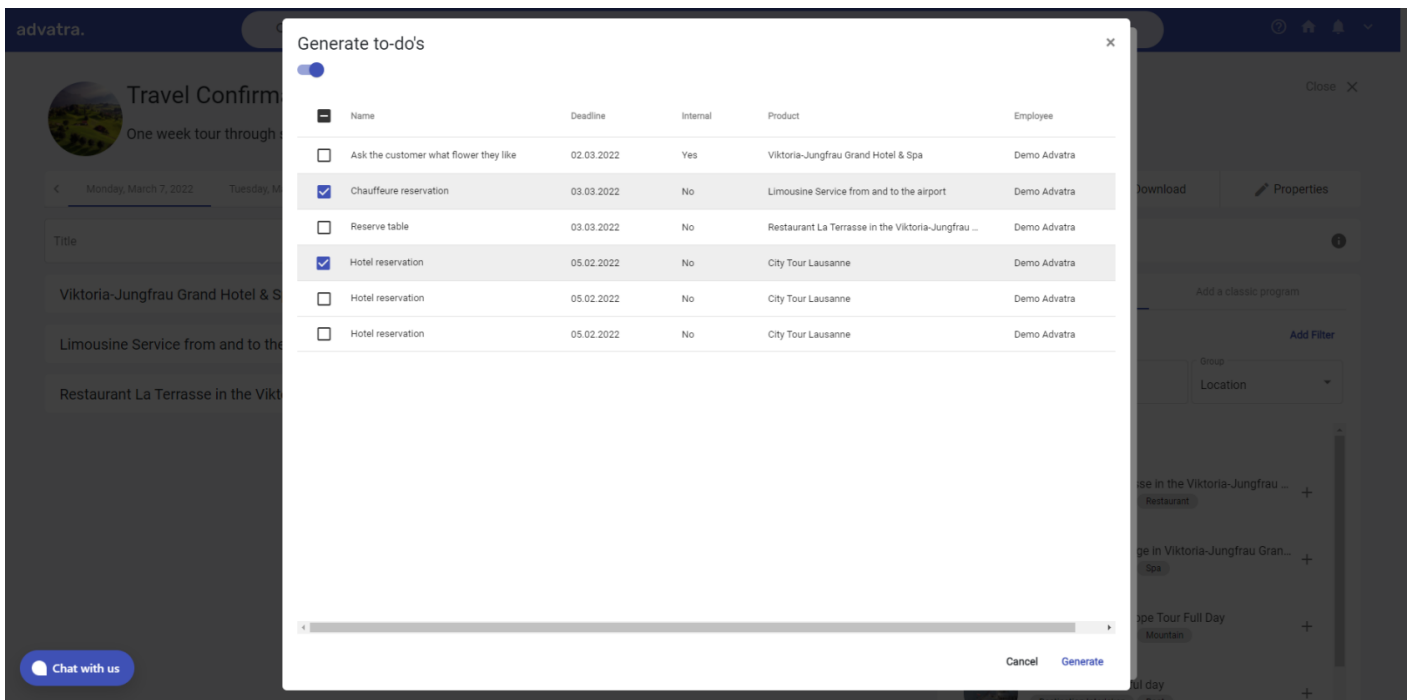 advatra.
Generate to-do's
×
Close ×
Travel Confirm
One week tour through
Name Deadline Internal Product Employee
Ask the customer what flower they like 02.03.2022 Yes Viktoria-Jungfrau Grand Hotel & Spa Demo Advatra
< Monday, March 7, 2022 Tuesday, M
Chauffeure reservation 03.03.2022 No Limousine Service from and to the airport Demo Advatra
Download Properties
Reserve table 03.03.2022 No Restaurant La Terrasse in the Viktoria-Jungfrau ... Demo Advatra
Title
Hotel reservation 05.02.2022 No City Tour Lausanne Demo Advatra
Viktoria-Jungfrau Grand Hotel & S
Hotel reservation 05.02.2022 No City Tour Lausanne Demo Advatra
Add a classic program
Hotel reservation 05.02.2022 No City Tour Lausanne Demo Advatra
Limousine Service from and to the
Add Filter
Group
Location
Restaurant La Terrasse in the Vikt
sse in the Viktoria-Jungfrau ... +
Restaurant
ge in Viktoria-Jungfrau Gran... +
Spa
ope Tour Full Day +
Mountain
Cancel Generate
Chat with us
ful day +